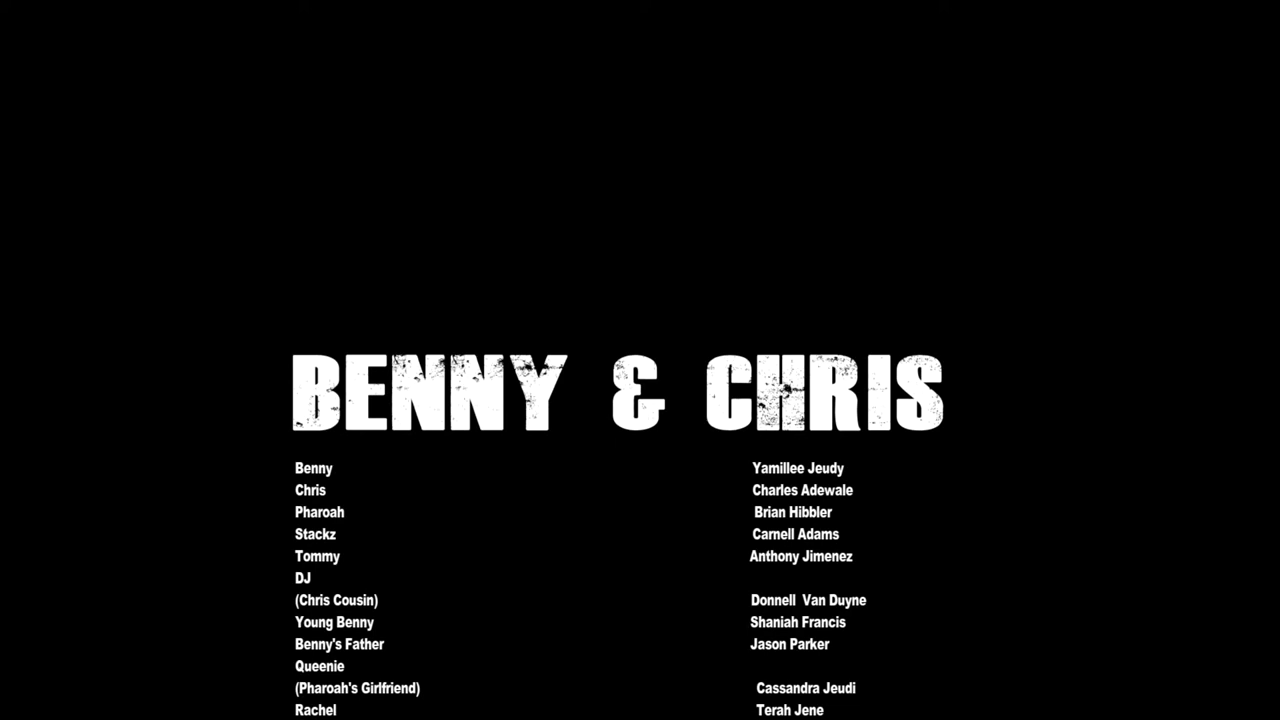 BENNY & CHRIS
Benny Yamillee Jeudy
Chris Charles Adewale
Pharoah Brian Hibbler
Stackz Carnell Adams
Tommy Anthony Jimenez
DJ
(Chris Cousin) Donnell Van Duyne
Young Benny Shaniah Francis
Benny's Father Jason Parker
Queenie
(Pharoah's Girlfriend) Cassandra Jeudi
Rachel Terah Jene